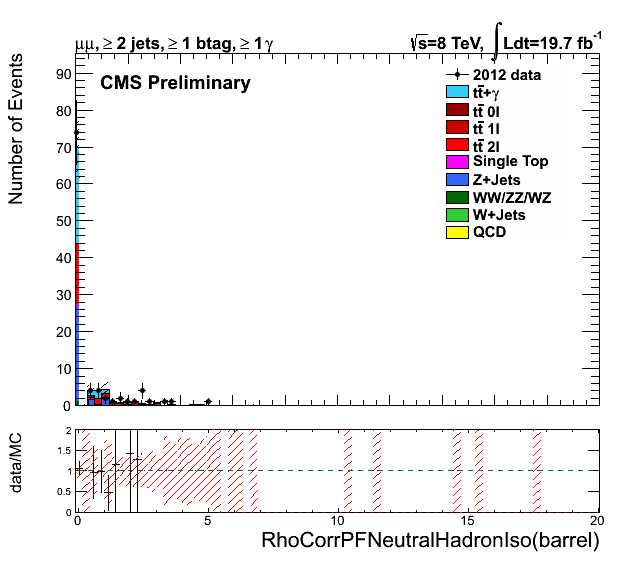 μμ, ≥ 2 jets, ≥ 1 btag, ≥ 1 γ
√s=8 TeV, ∫ Ldt=19.7 fb⁻¹
CMS Preliminary
Number of Events
90
80
70
60
50
40
30
20
10
0
2012 data
tt̄+γ
tt̄ 0l
tt̄ 1l
tt̄ 2l
Single Top
Z+Jets
WW/ZZ/WZ
W+Jets
QCD
data/MC
2
1.5
1
0.5
0
0 5 10 15 20
RhoCorrPFNeutralHadronIso(barrel)